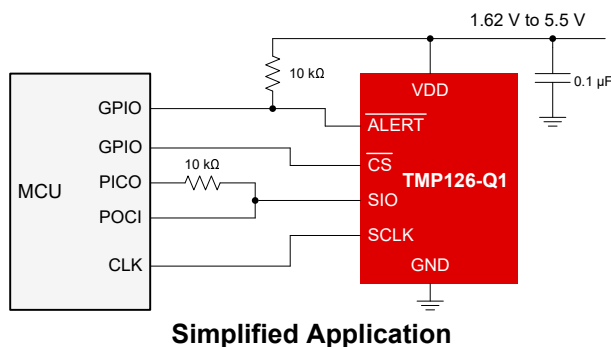 1.62 V to 5.5 V
10 kΩ
0.1 µF
VDD
GPIO
ALERT
GPIO
CS
10 kΩ
TMP126-Q1
MCU
PICO
SIO
POCI
SCLK
CLK
GND
Simplified Application